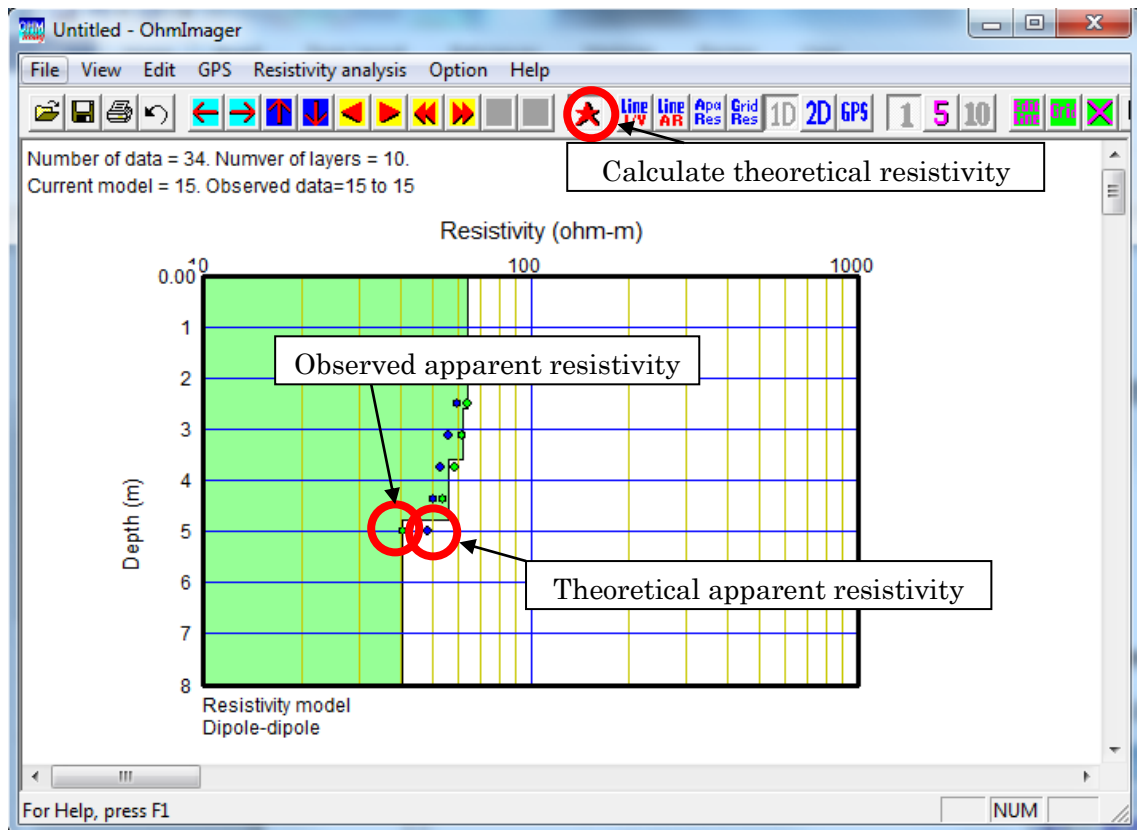 OHM
Untitled - OhmImager
File View Edit GPS Resistivity analysis Option Help
Line I/V Line AR Apa Res Grid Res 1D 2D GPS 1 5 10 Edit Line Grid
Number of data = 34. Numver of layers = 10.
Current model = 15. Observed data=15 to 15
Calculate theoretical resistivity
Resistivity (ohm-m)
10 100 1000
0.00
1
Observed apparent resistivity
2
3
4
Depth (m)
5
Theoretical apparent resistivity
6
7
8
Resistivity model
Dipole-dipole
For Help, press F1 NUM